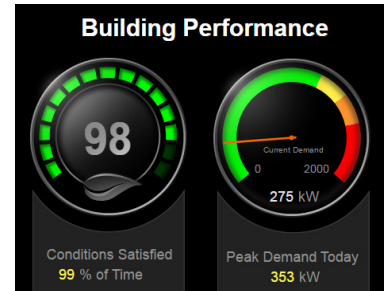 Building Performance
98
Current Demand
0 2000
275 kW
Conditions Satisfied
99 % of Time
Peak Demand Today
353 kW